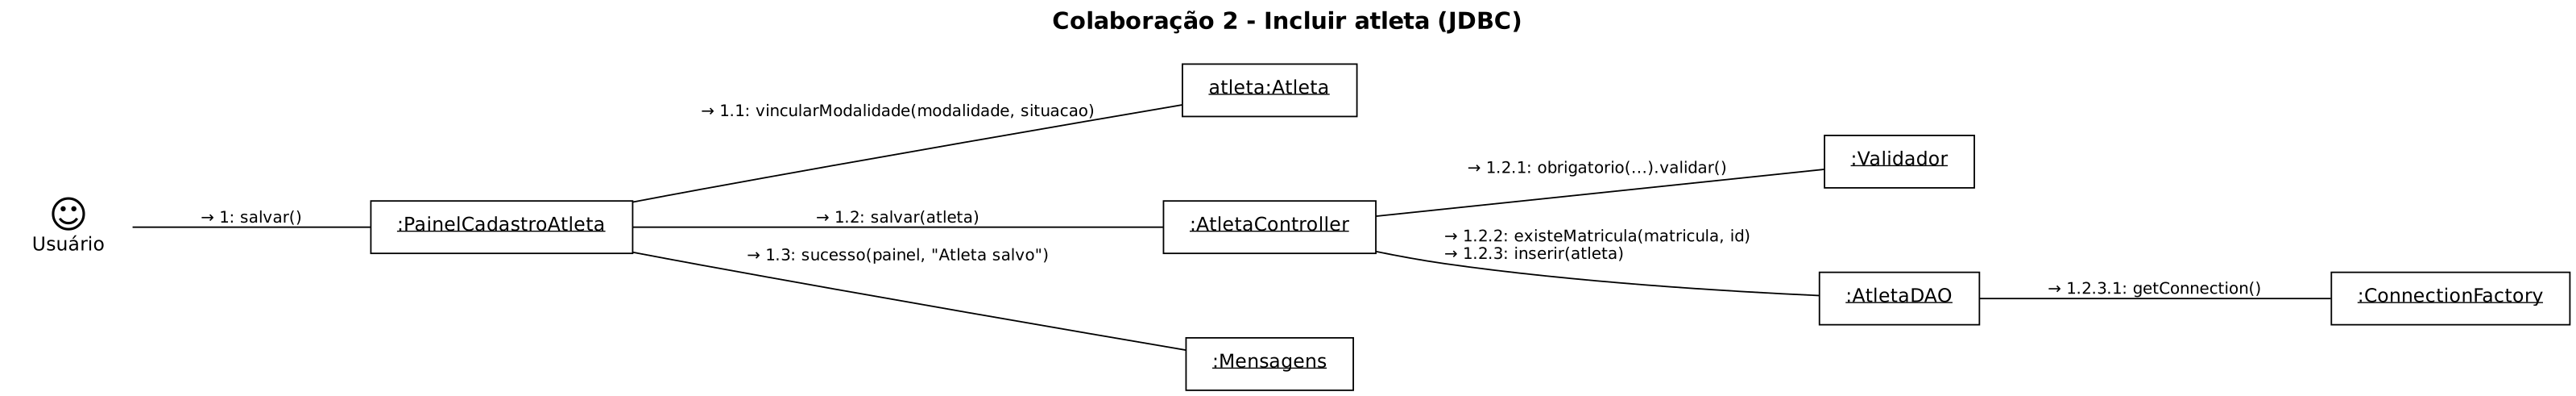 Colaboração 2 - Incluir atleta (JDBC)
atleta:Atleta
→ 1.1: vincularModalidade(modalidade, situacao)
:Validador
→ 1.2.1: obrigatorio(...).validar()
Usuário
→ 1: salvar()
:PainelCadastroAtleta
→ 1.2: salvar(atleta)
:AtletaController
→ 1.2.2: existeMatricula(matricula, id)
→ 1.2.3: inserir(atleta)
→ 1.3: sucesso(painel, "Atleta salvo")
:AtletaDAO
→ 1.2.3.1: getConnection()
:ConnectionFactory
:Mensagens